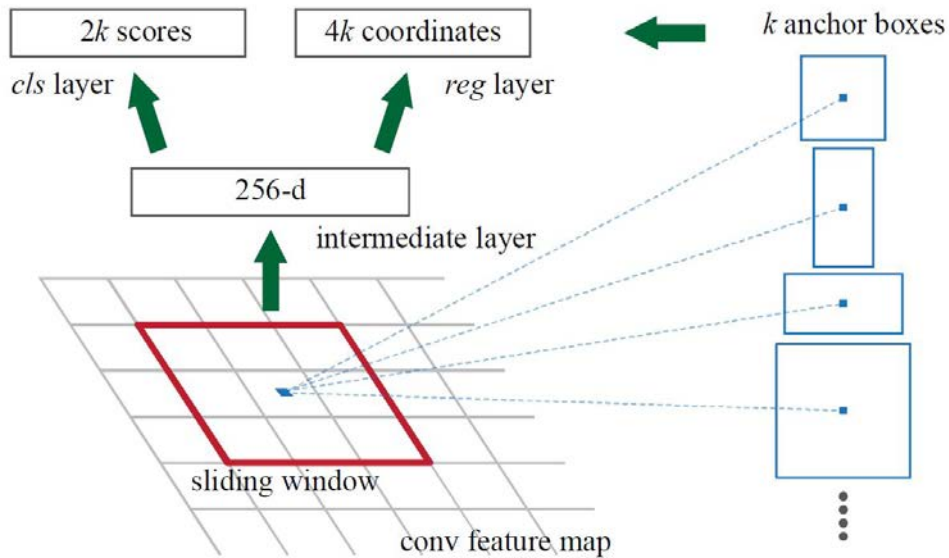 2k scores
4k coordinates
k anchor boxes
cls layer
reg layer
256-d
intermediate layer
sliding window
conv feature map